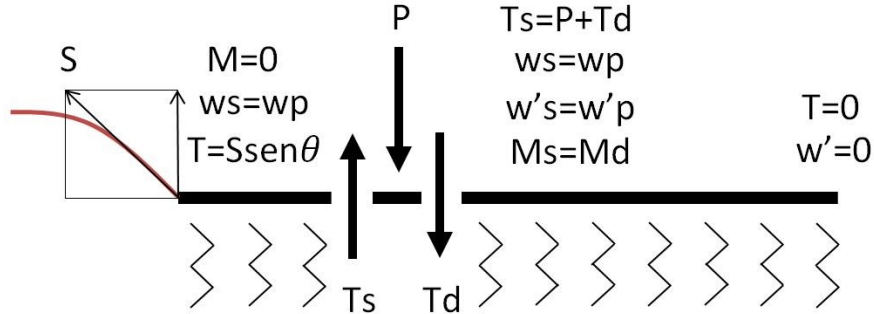 S
M=0
ws=wp
T=Ssenθ
P
Ts=P+Td
ws=wp
w's=w'p
Ms=Md
T=0
w'=0
Ts
Td